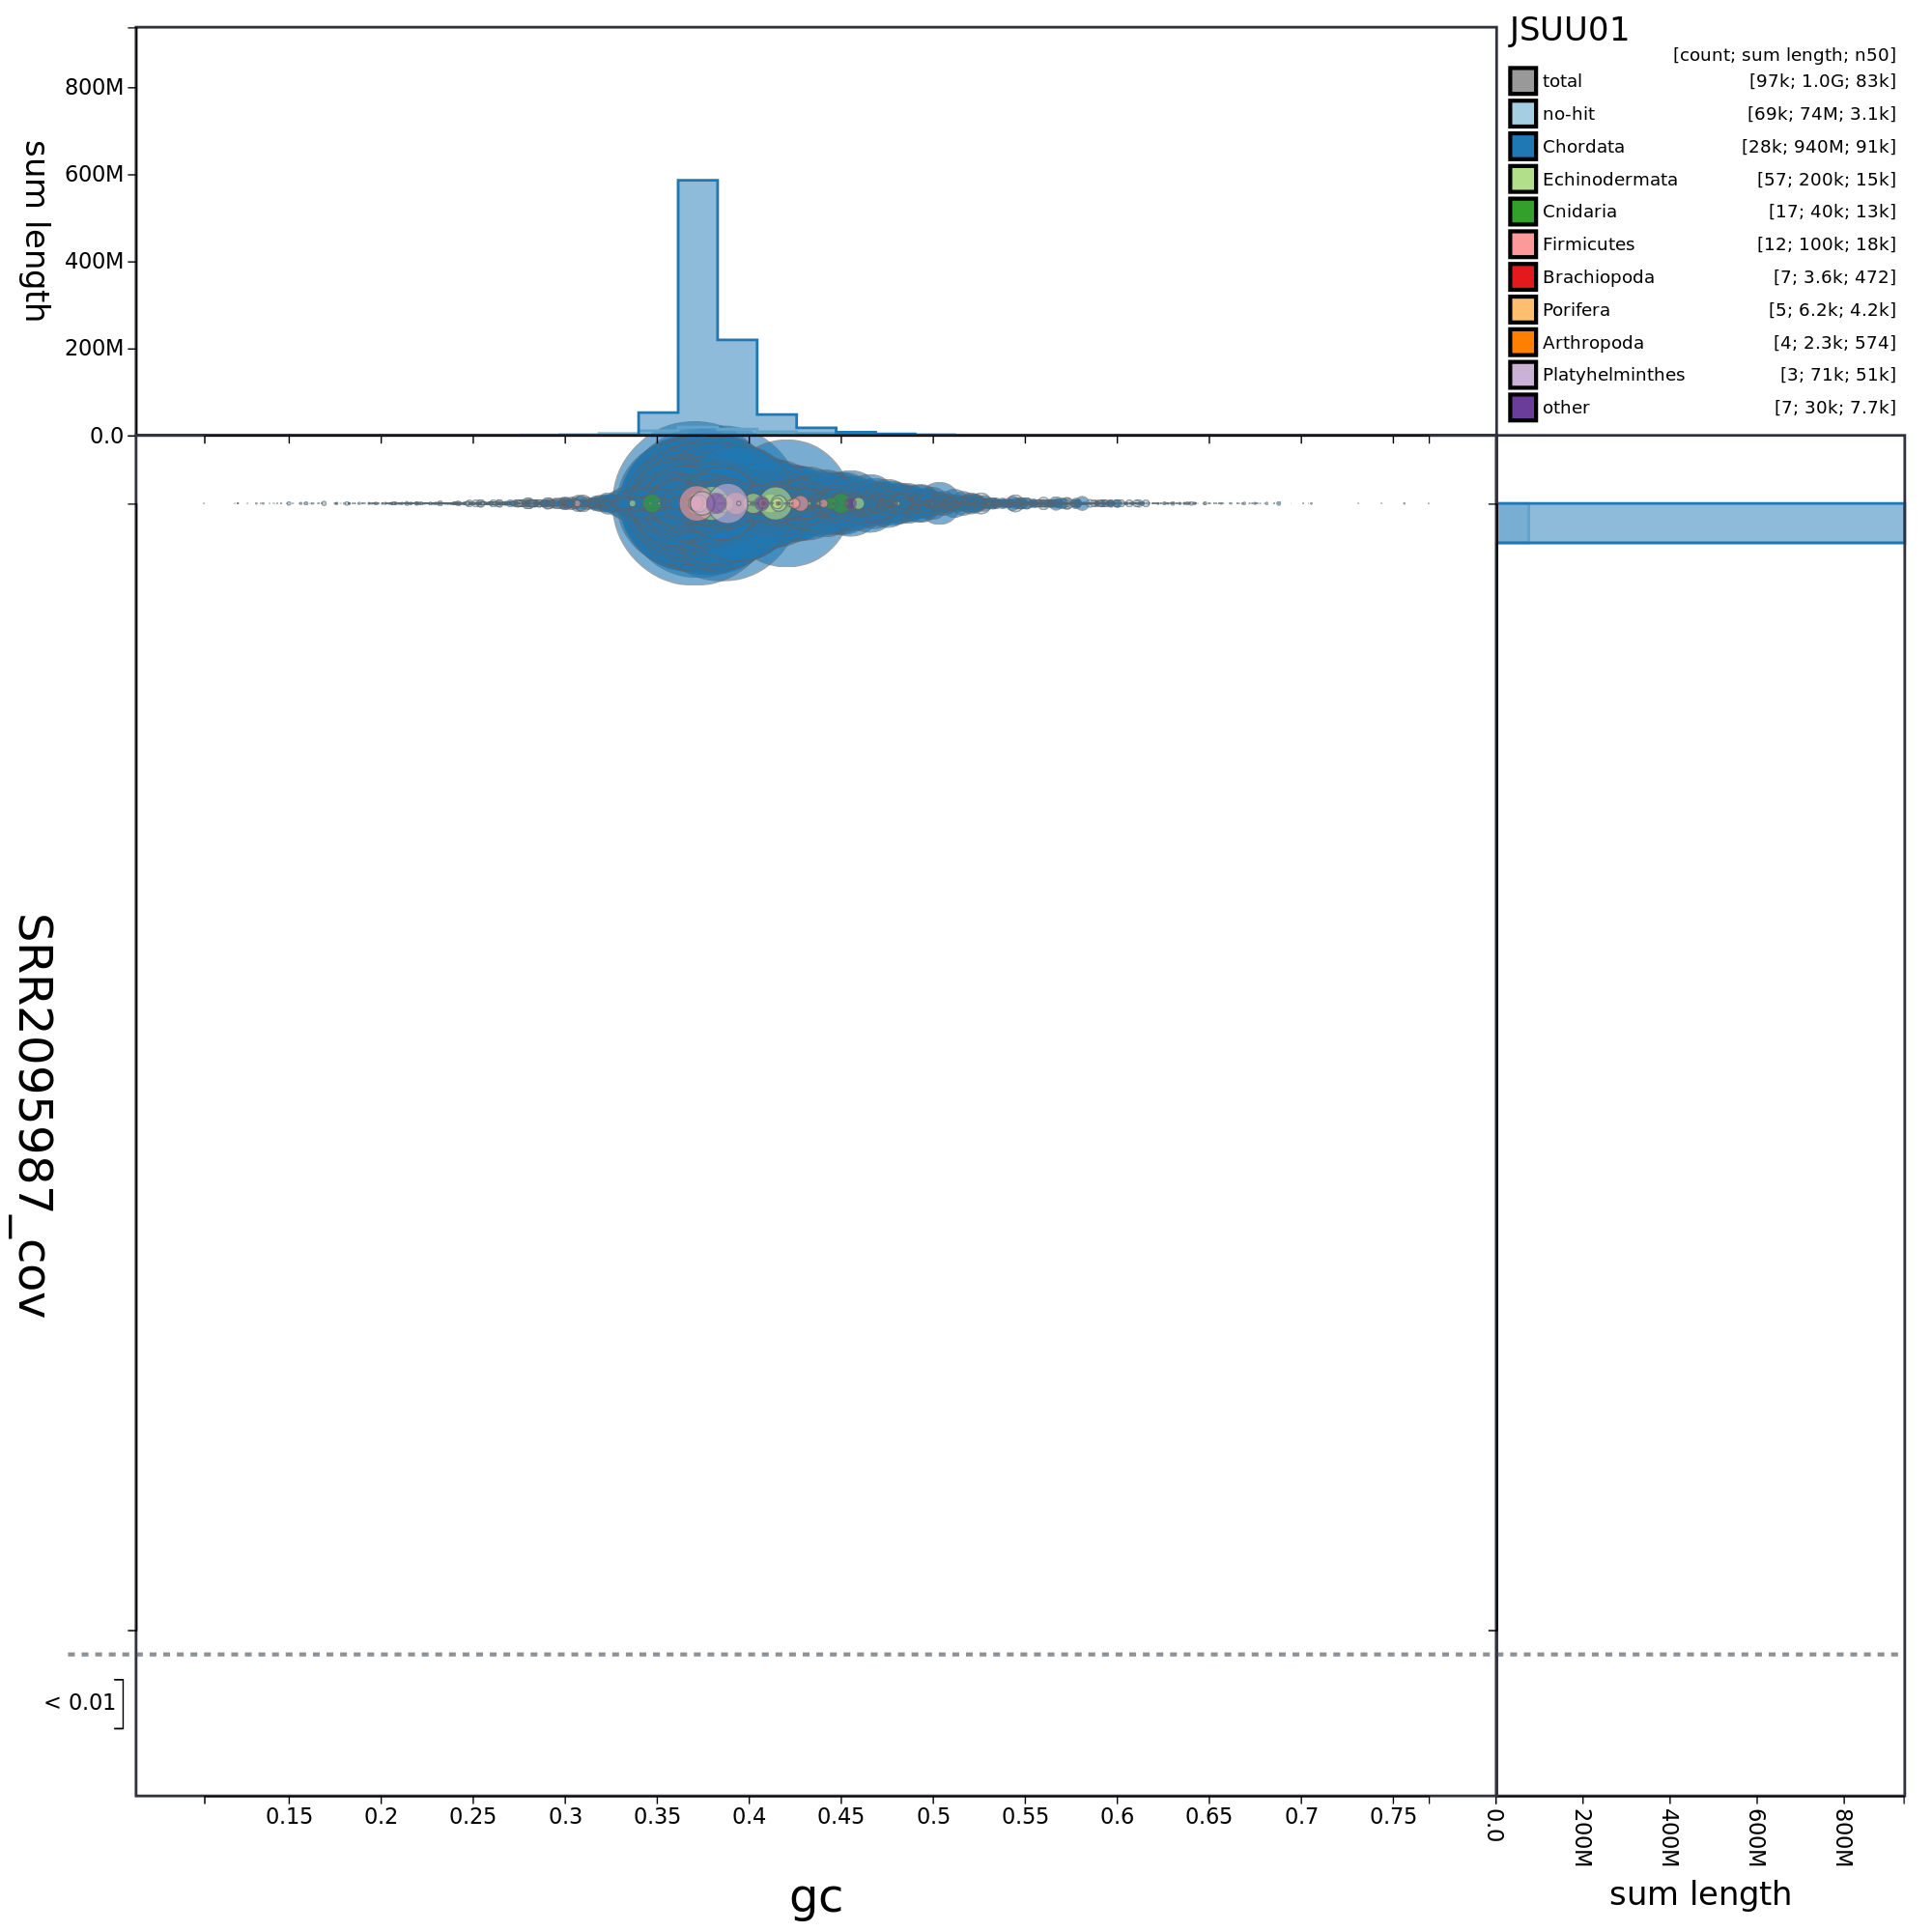 JSUU01
[count; sum length; n50]
total [97k; 1.0G; 83k]
no-hit [69k; 74M; 3.1k]
Chordata [28k; 940M; 91k]
Echinodermata [57; 200k; 15k]
Cnidaria [17; 40k; 13k]
Firmicutes [12; 100k; 18k]
Brachiopoda [7; 3.6k; 472]
Porifera [5; 6.2k; 4.2k]
Arthropoda [4; 2.3k; 574]
Platyhelminthes [3; 71k; 51k]
other [7; 30k; 7.7k]
sum length
800M
600M
400M
200M
0.0
SRR2095987_cov
< 0.01
0.15 0.2 0.25 0.3 0.35 0.4 0.45 0.5 0.55 0.6 0.65 0.7 0.75
gc
0.0 200M 400M 600M 800M
sum length